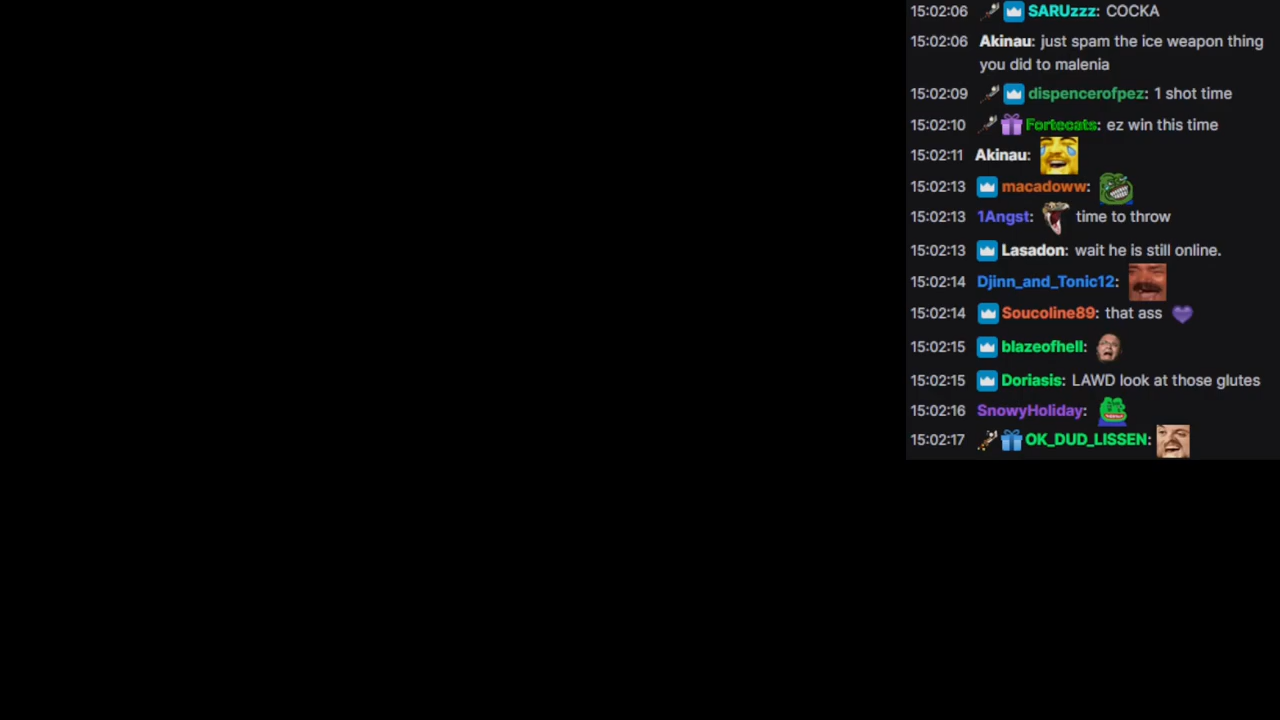 15:02:06 SARUzzz: COCKA
15:02:06 Akinau: just spam the ice weapon thing
you did to malenia
15:02:09 dispencerofpez: 1 shot time
15:02:10 Fortecats: ez win this time
15:02:11 Akinau:
15:02:13 macadoww:
15:02:13 1Angst: time to throw
15:02:13 Lasadon: wait he is still online.
15:02:14 Djinn_and_Tonic12:
15:02:14 Soucoline89: that ass
15:02:15 blazeofhell:
15:02:15 Doriasis: LAWD look at those glutes
15:02:16 SnowyHoliday:
15:02:17 OK_DUD_LISSEN: